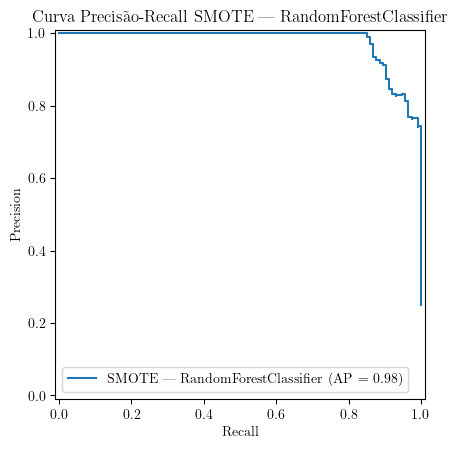 Curva Precisão-Recall SMOTE — RandomForestClassifier
1.0
0.8
0.6
0.4
0.2
0.0
Precision
SMOTE — RandomForestClassifier (AP = 0.98)
0.0 0.2 0.4 0.6 0.8 1.0
Recall